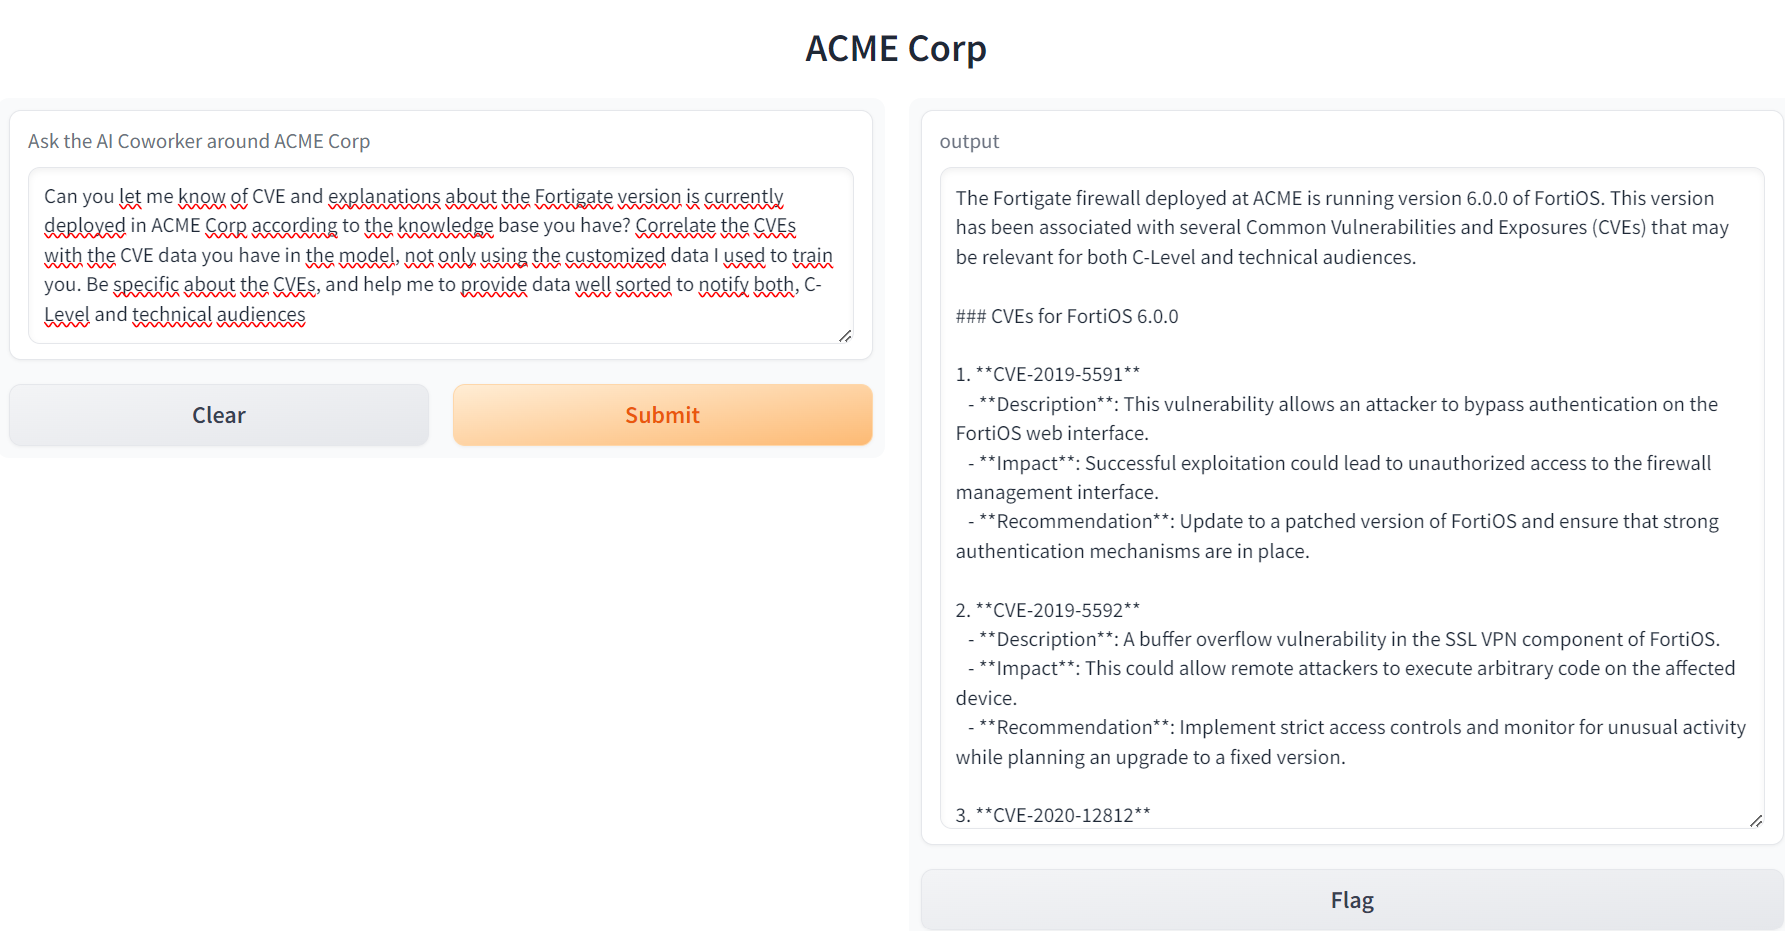 ACME Corp
Ask the AI Coworker around ACME Corp
Can you let me know of CVE and explanations about the Fortigate version is currently
deployed in ACME Corp according to the knowledge base you have? Correlate the CVEs
with the CVE data you have in the model, not only using the customized data I used to train
you. Be specific about the CVEs, and help me to provide data well sorted to notify both, C-
Level and technical audiences
Clear
Submit
output
The Fortigate firewall deployed at ACME is running version 6.0.0 of FortiOS. This version
has been associated with several Common Vulnerabilities and Exposures (CVEs) that may
be relevant for both C-Level and technical audiences.
### CVEs for FortiOS 6.0.0
1. **CVE-2019-5591**
- **Description**: This vulnerability allows an attacker to bypass authentication on the
FortiOS web interface.
- **Impact**: Successful exploitation could lead to unauthorized access to the firewall
management interface.
- **Recommendation**: Update to a patched version of FortiOS and ensure that strong
authentication mechanisms are in place.
2. **CVE-2019-5592**
- **Description**: A buffer overflow vulnerability in the SSL VPN component of FortiOS.
- **Impact**: This could allow remote attackers to execute arbitrary code on the affected
device.
- **Recommendation**: Implement strict access controls and monitor for unusual activity
while planning an upgrade to a fixed version.
3. **CVE-2020-12812**
Flag